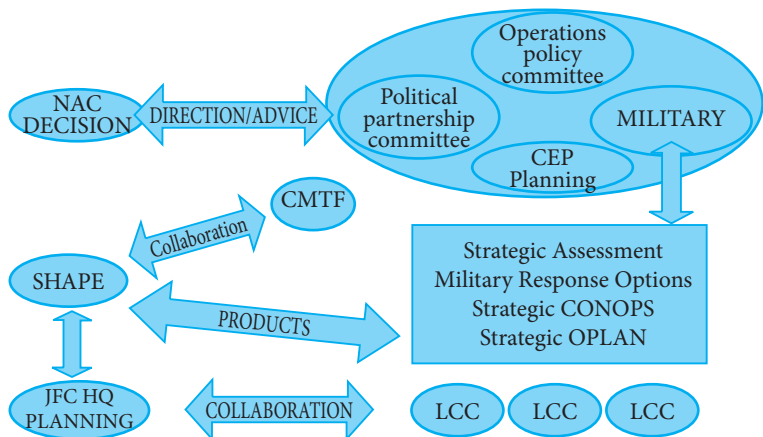 Operations
policy
committee
NAC
DECISION
DIRECTION/ADVICE
Political
partnership
committee
MILITARY
CEP
Planning
CMTF
Collaboration
SHAPE
Strategic Assessment
Military Response Options
Strategic CONOPS
Strategic OPLAN
PRODUCTS
JFC HQ
PLANNING
COLLABORATION
LCC
LCC
LCC